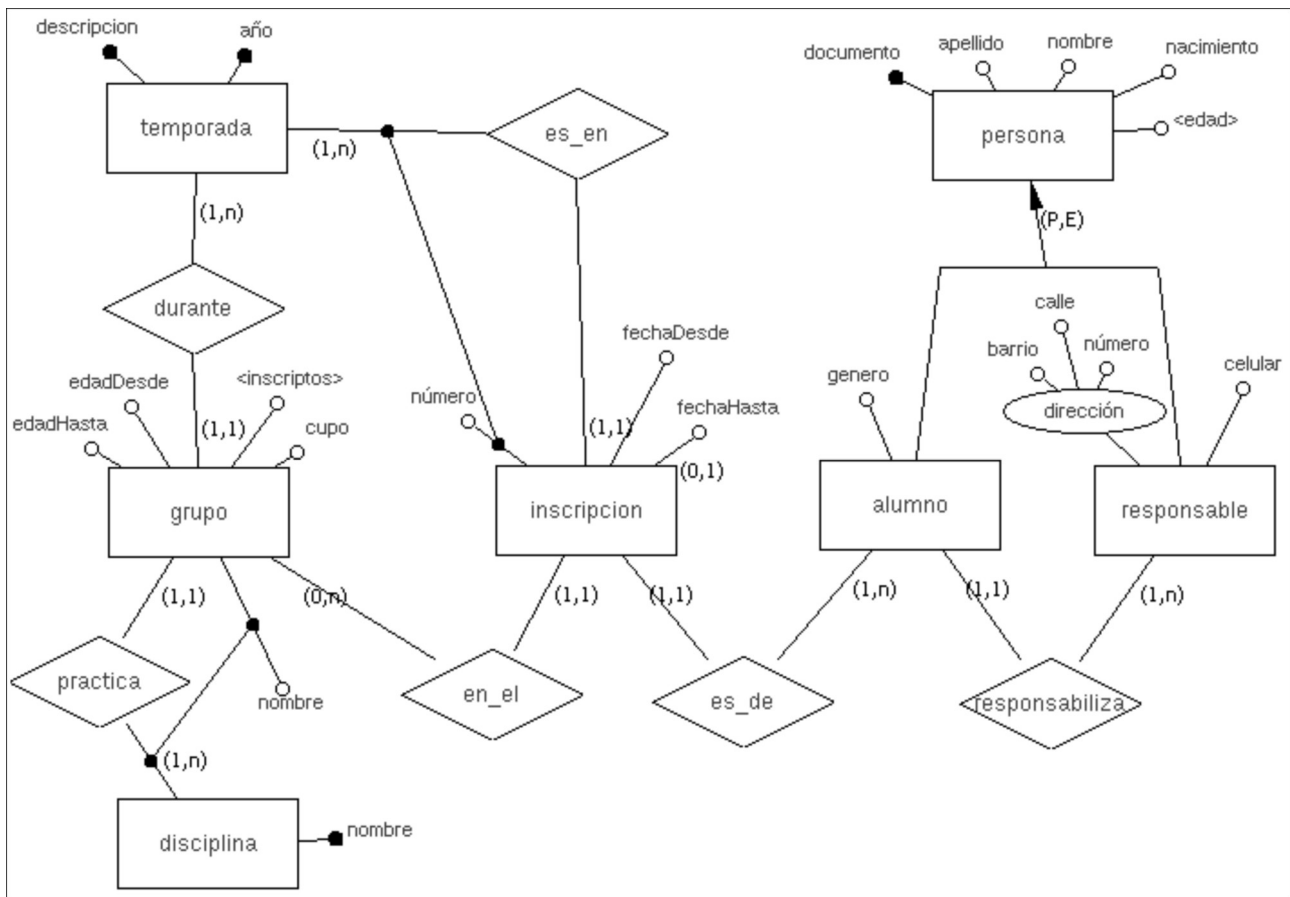 descripcion
año
temporada
(1,n)
es_en
(1,n)
durante
edadDesde
<inscriptos>
edadHasta
(1,1)
cupo
grupo
número
fechaDesde
fechaHasta
(1,1)
(0,1)
inscripcion
(1,1)
(0,n)
(1,1)
(1,1)
practica
nombre
en_el
es_de
(1,n)
disciplina
nombre
documento
apellido
nombre
nacimiento
persona
<edad>
(P,E)
calle
barrio
número
genero
dirección
celular
alumno
responsable
(1,n)
(1,1)
(1,n)
responsabiliza